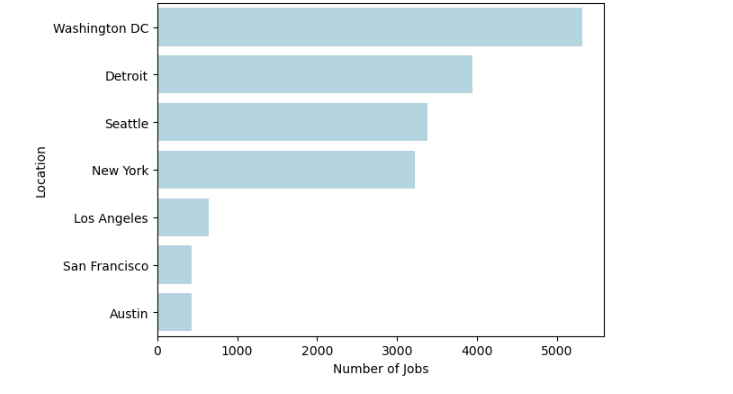 Washington DC
Detroit
Seattle
New York
Los Angeles
San Francisco
Austin
Location
0 1000 2000 3000 4000 5000
Number of Jobs